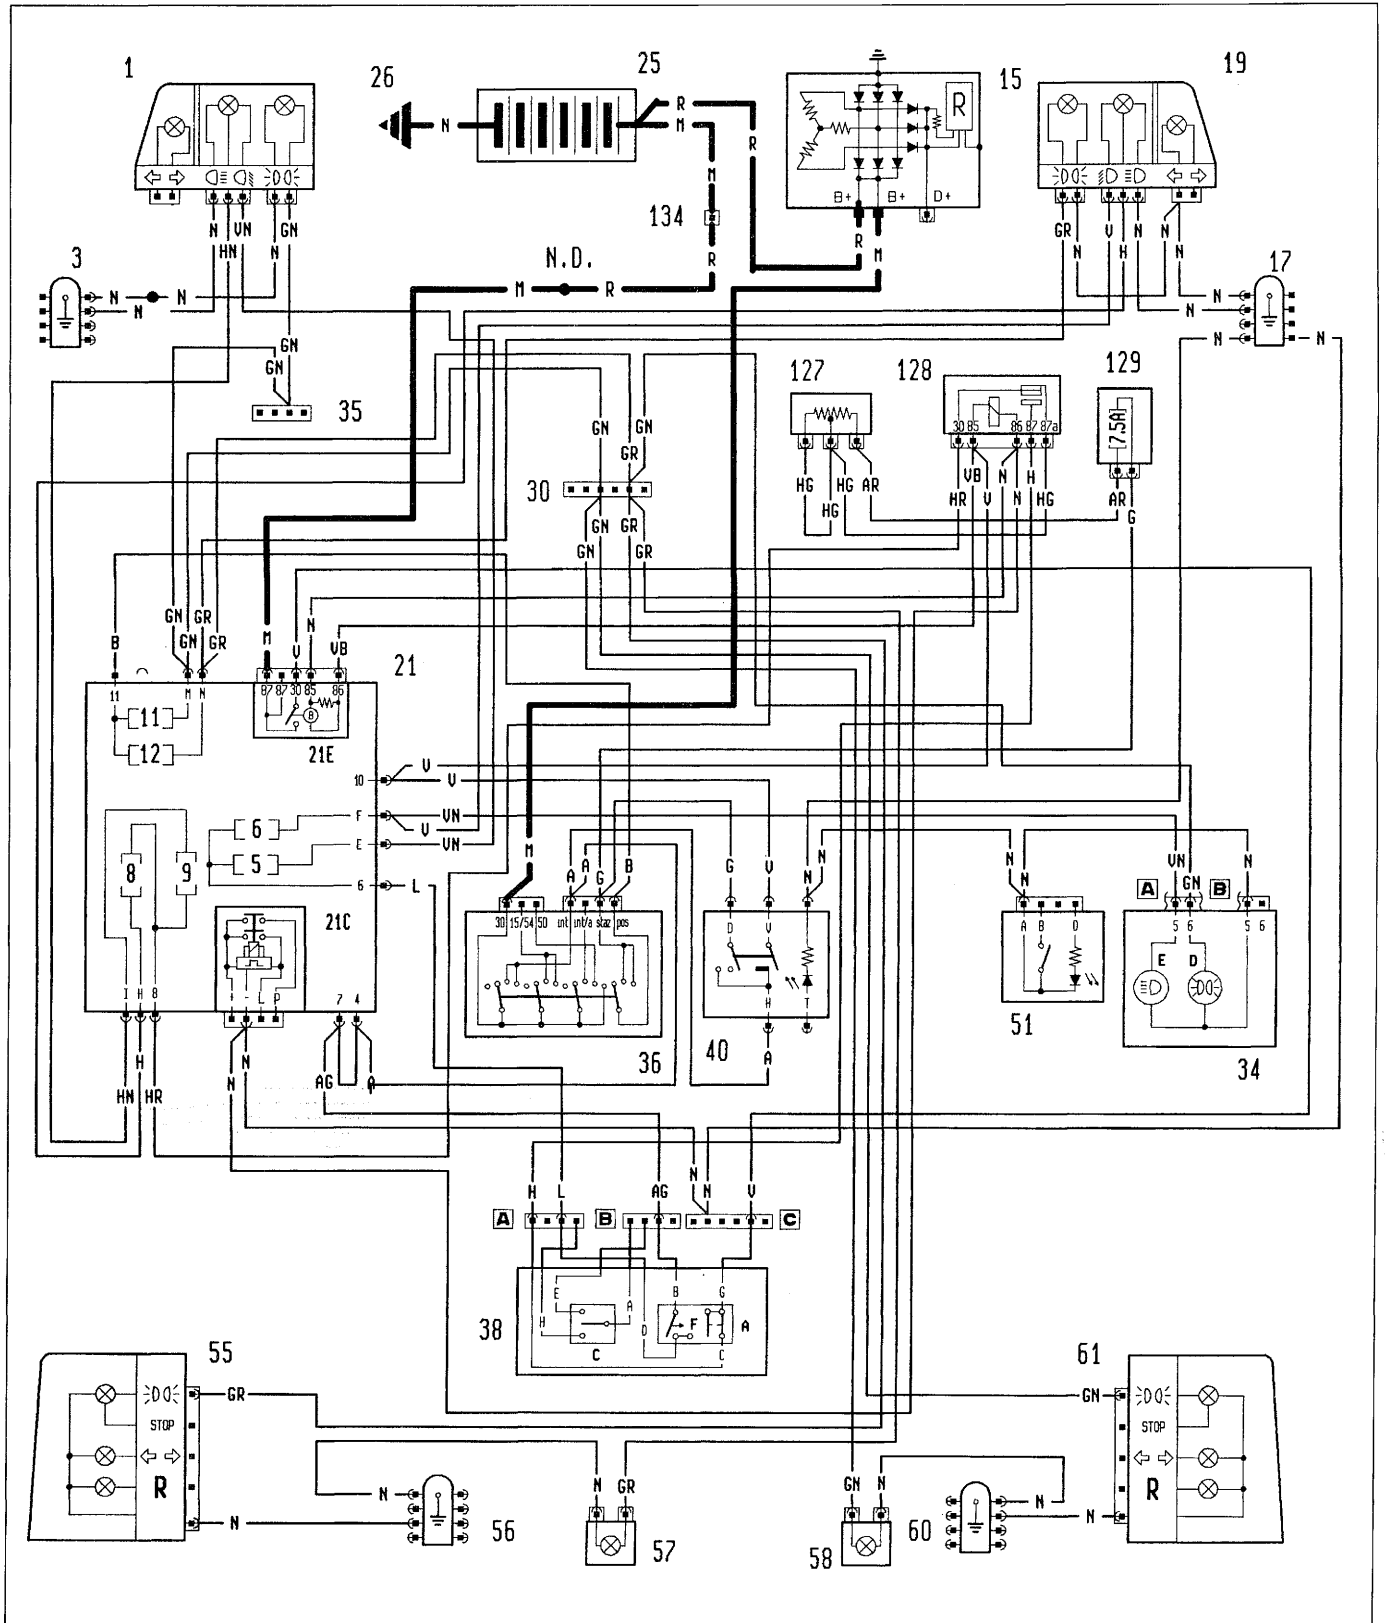 1
26
25
15
19
R
M
N
R
R
M
B+ B+ D+
134
R
R
M
N.D.
M R
3
N HN VN N GN
N N
N
GN
GN
35
GR N V H N N N
17
N
N
N N
127
128
129
30 85 86 87 87a
7.5A
HG HG HG AR
HR VB V N N H HG
AR G
GN GR GN
30
GN GN GR GR
B GN GN GR GR M V N VB
21
11 M N
87 87 30 85 86
B
21E
11
12
10 V
V
F VN
V
E VN
6 L
6
5
8
9
21C
I H 8
+ - L P
7 4
HN H HR
N N
AG A
M
A A G B
30 15/54 50 int int/a staz pos
36
G V N N
D V
H T
A
40
N N
A B D
51
N
VN GN
A B
5 6 5 6
E D
34
H L AG N N V
A B C
E H A D B F G C
C
A
38
55
GR
STOP
R
N
N
56
N GR
57
GN N
58
60
N
N
61
GN
STOP
R